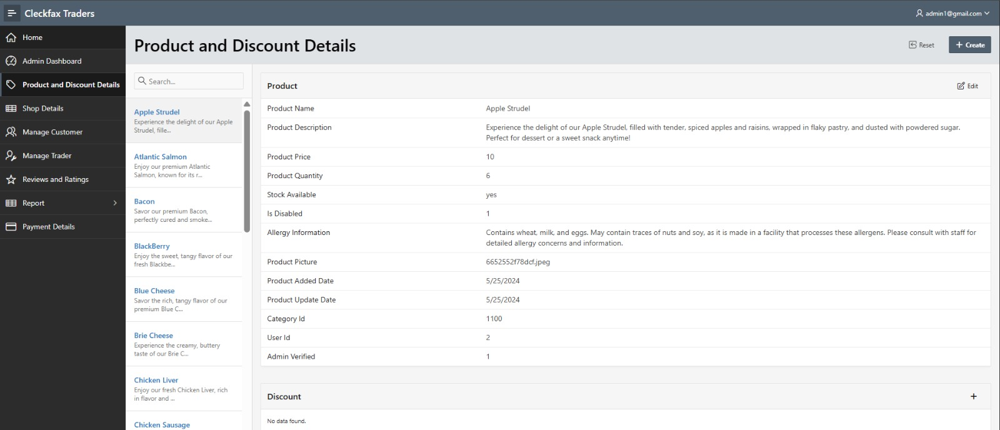 Cleckfax Traders
admin1@gmail.com
Home
Admin Dashboard
Product and Discount Details
Shop Details
Manage Customer
Manage Trader
Reviews and Ratings
Report
Payment Details
Product and Discount Details
Reset
+ Create
Search...
Apple Strudel
Experience the delight of our Apple
Strudel, fille...
Atlantic Salmon
Enjoy our premium Atlantic
Salmon, known for its r...
Bacon
Savor our premium Bacon,
perfectly cured and smoke...
BlackBerry
Enjoy the sweet, tangy flavor of our
fresh Blackbe...
Blue Cheese
Savor the rich, tangy flavor of our
premium Blue C...
Brie Cheese
Experience the creamy, buttery
taste of our Brie C...
Chicken Liver
Enjoy our fresh Chicken Liver, rich
in flavor and ...
Chicken Sausage
Product
Edit
Product Name Apple Strudel
Product Description Experience the delight of our Apple Strudel, filled with tender, spiced apples and raisins, wrapped in flaky pastry, and dusted with powdered sugar.
Perfect for dessert or a sweet snack anytime!
Product Price 10
Product Quantity 6
Stock Available yes
Is Disabled 1
Allergy Information Contains wheat, milk, and eggs. May contain traces of nuts and soy, as it is made in a facility that processes these allergens. Please consult with staff for
detailed allergy concerns and information.
Product Picture 6652552f78dcf.jpeg
Product Added Date 5/25/2024
Product Update Date 5/25/2024
Category Id 1100
User Id 2
Admin Verified 1
Discount +
No data found.